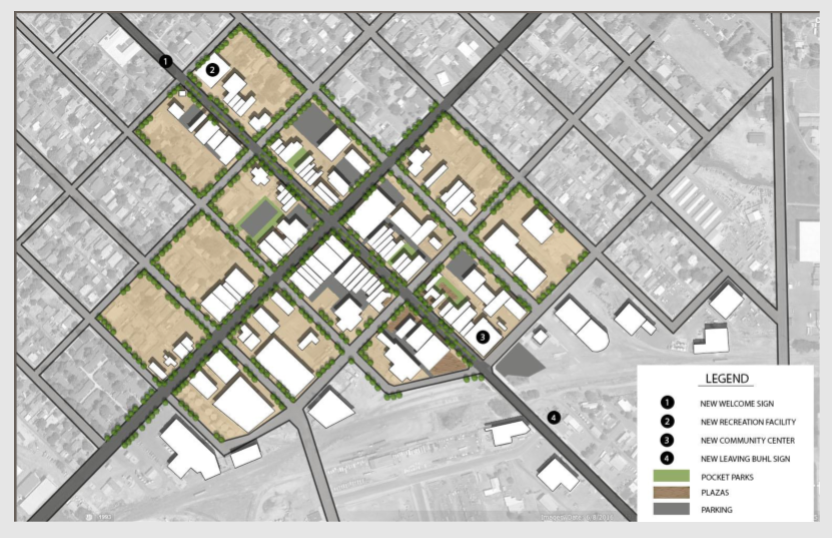 1
2
3
4
LEGEND
1 NEW WELCOME SIGN
2 NEW RECREATION FACILITY
3 NEW COMMUNITY CENTER
4 NEW LEAVING BUHL SIGN
POCKET PARKS
PLAZAS
PARKING